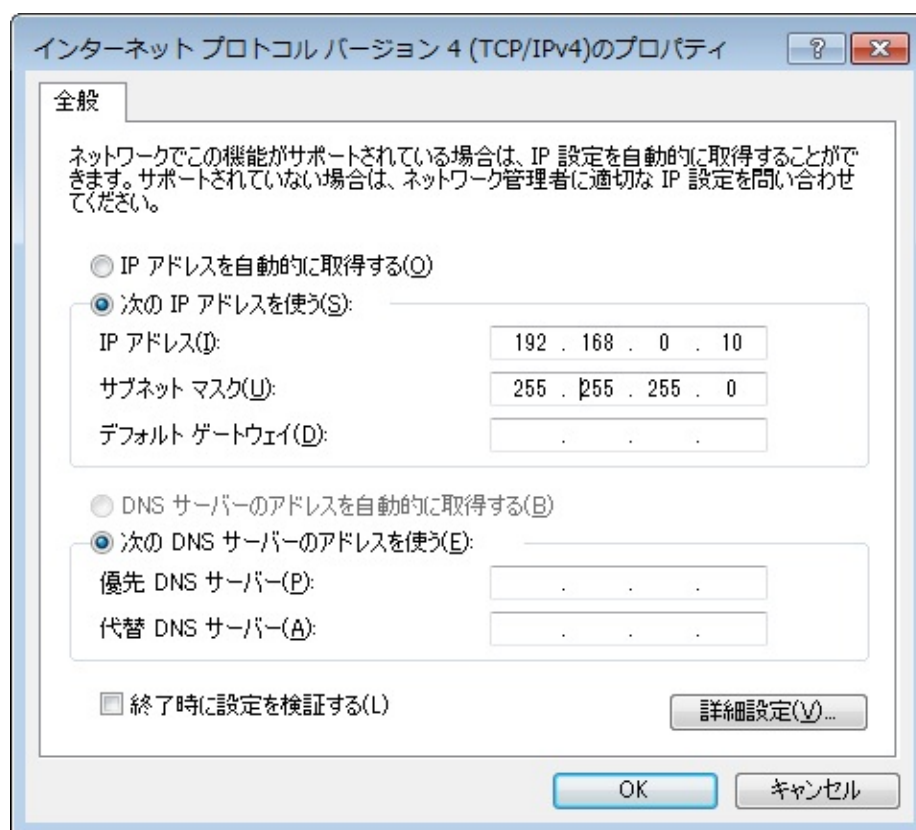 インターネット プロトコル バージョン 4 (TCP/IPv4)のプロパティ
全般
ネットワークでこの機能がサポートされている場合は、IP 設定を自動的に取得することがで
きます。サポートされていない場合は、ネットワーク管理者に適切な IP 設定を問い合わせ
てください。
IP アドレスを自動的に取得する(O)
次の IP アドレスを使う(S):
IP アドレス(I): 192 . 168 . 0 . 10
サブネット マスク(U): 255 . 255 . 255 . 0
デフォルト ゲートウェイ(D): . . .
DNS サーバーのアドレスを自動的に取得する(B)
次の DNS サーバーのアドレスを使う(E):
優先 DNS サーバー(P): . . .
代替 DNS サーバー(A): . . .
終了時に設定を検証する(L)
詳細設定(V)...
OK キャンセル